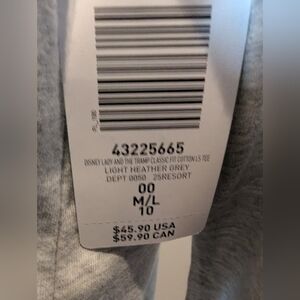 43225665
DISNEY LADY AND THE TRAMP CLASSIC FIT COTTON LS TEE
LIGHT HEATHER GREY
DEPT 0050 25RESORT
00
M/L
10
$45.90 USA
$59.90 CAN